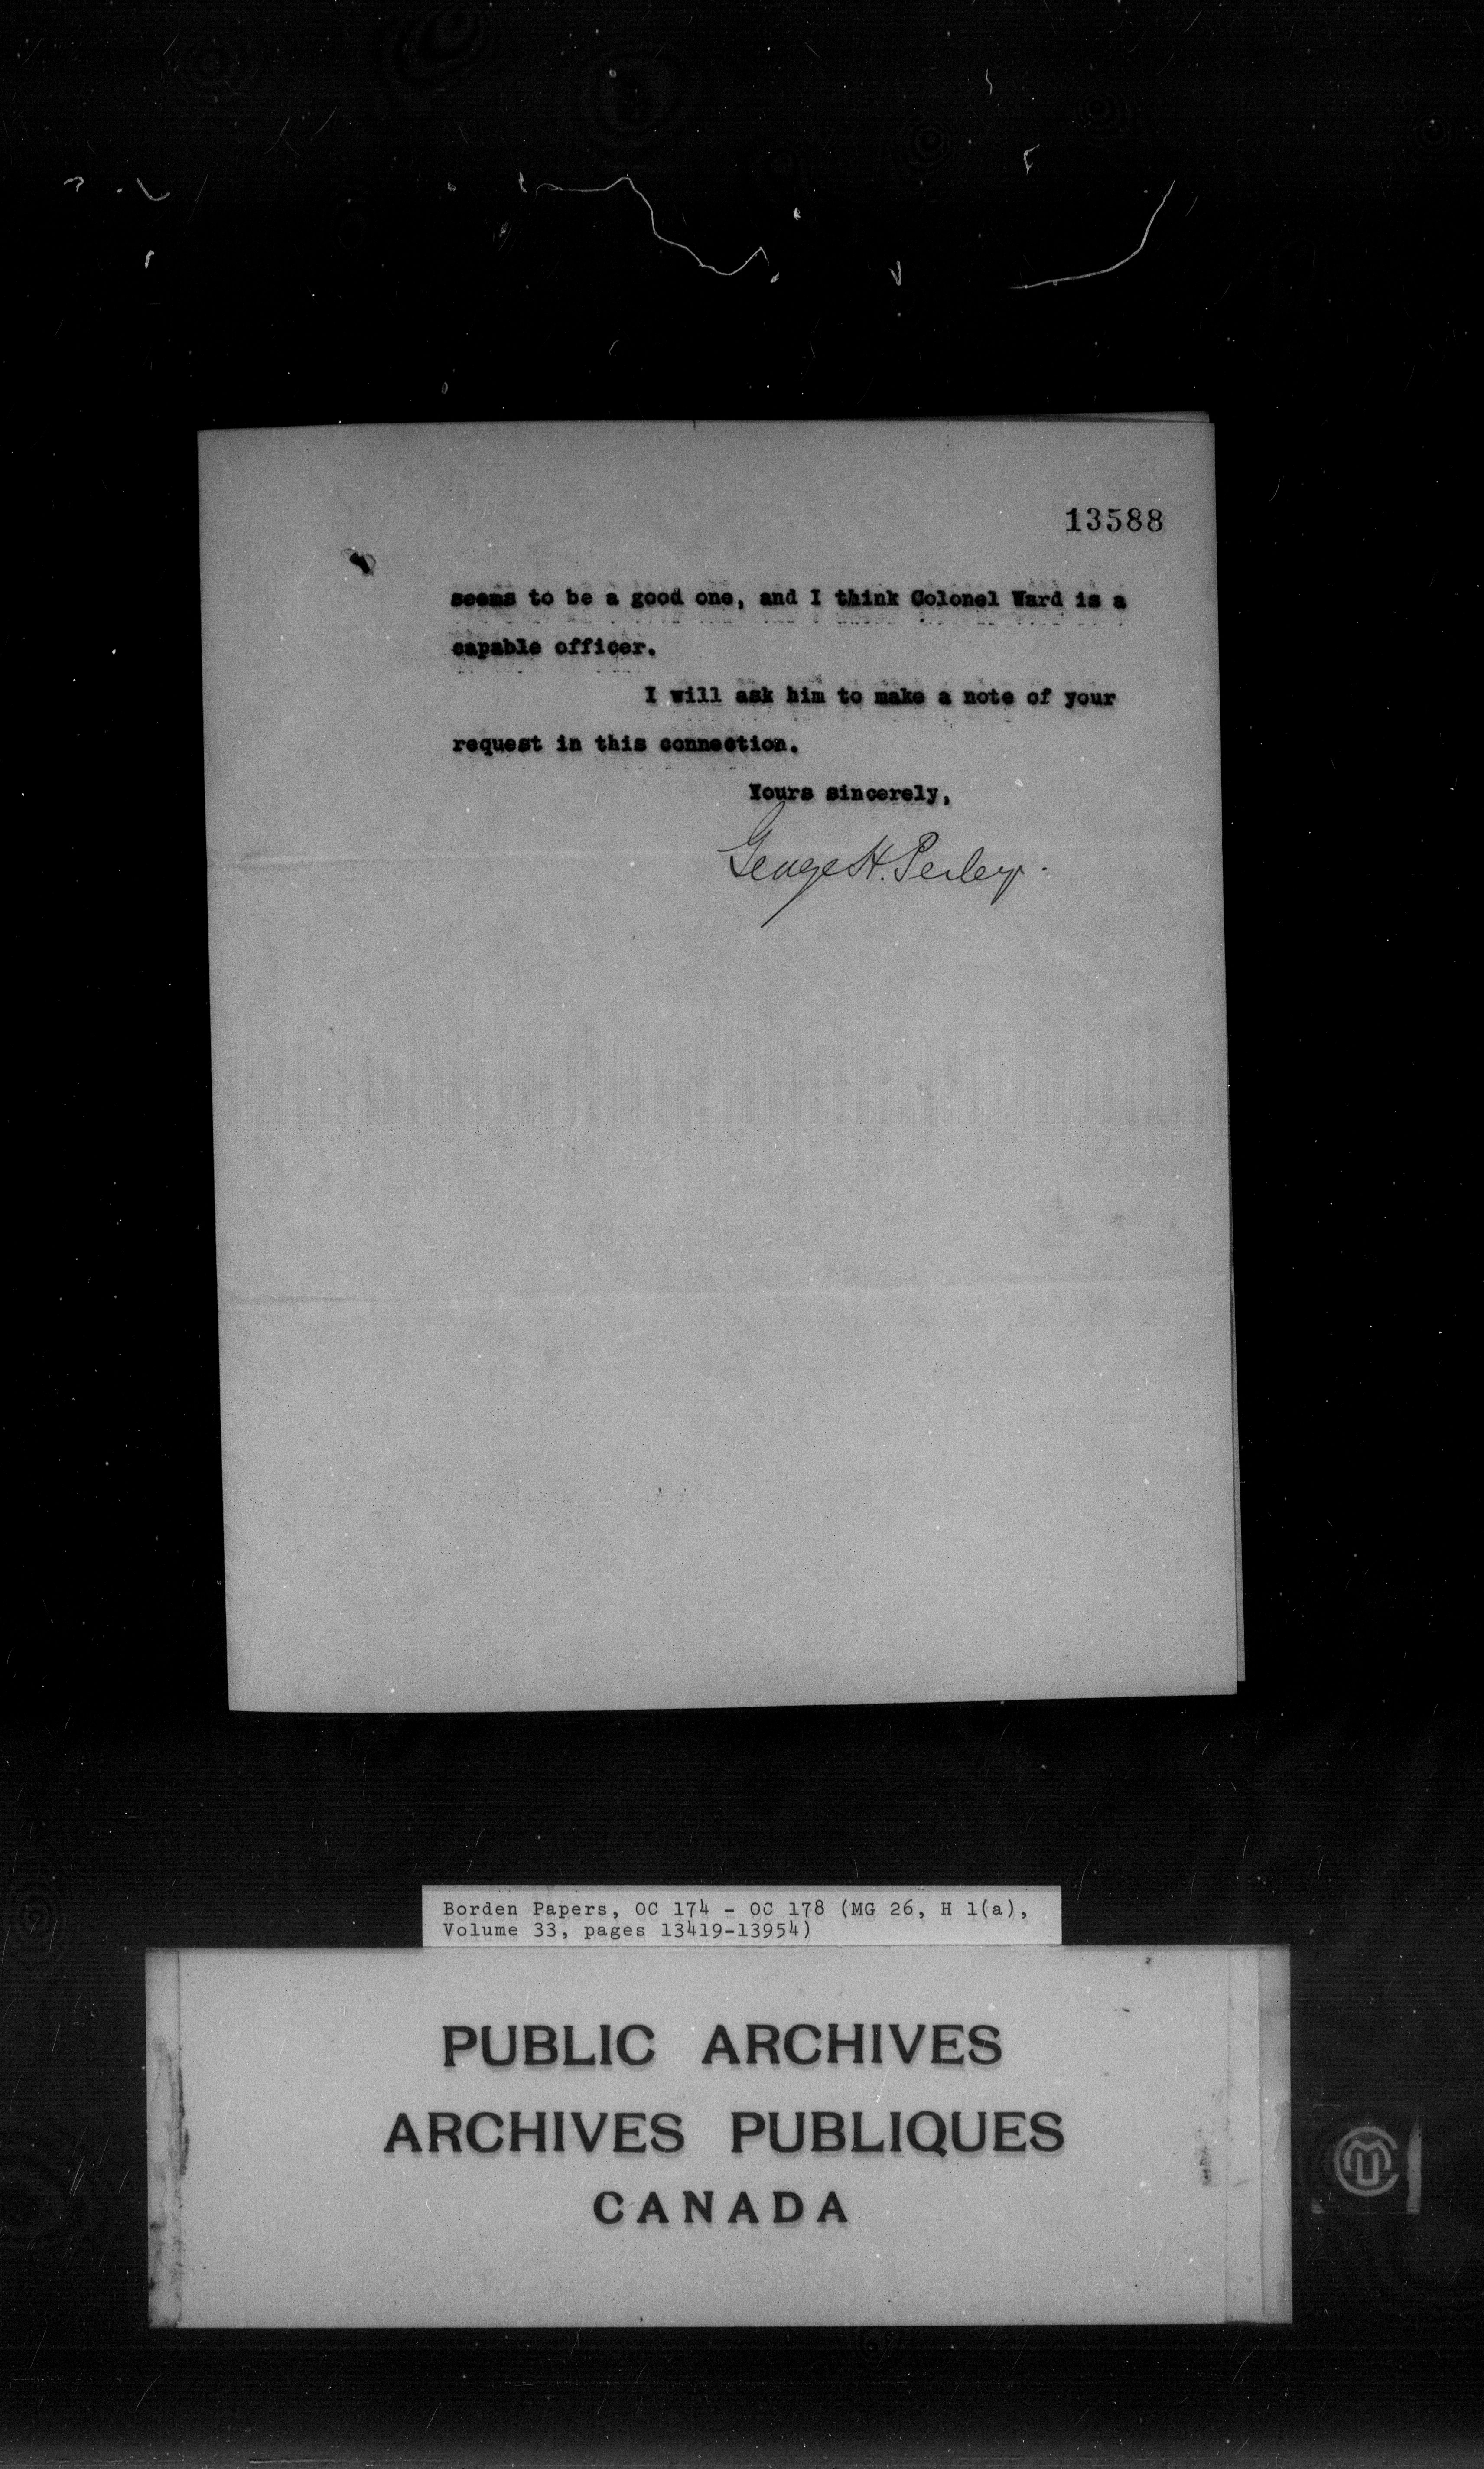 13588
seems to be a good one, and I think Colonel Ward is a
capable officer.
I will ask him to make a note of your
request in this connection.
Yours sincerely,
George H. Perley.
Borden Papers, OC 174 - OC 178 (MG 26, H 1(a),
Volume 33, pages 13419-13954)
PUBLIC ARCHIVES
ARCHIVES PUBLIQUES
CANADA